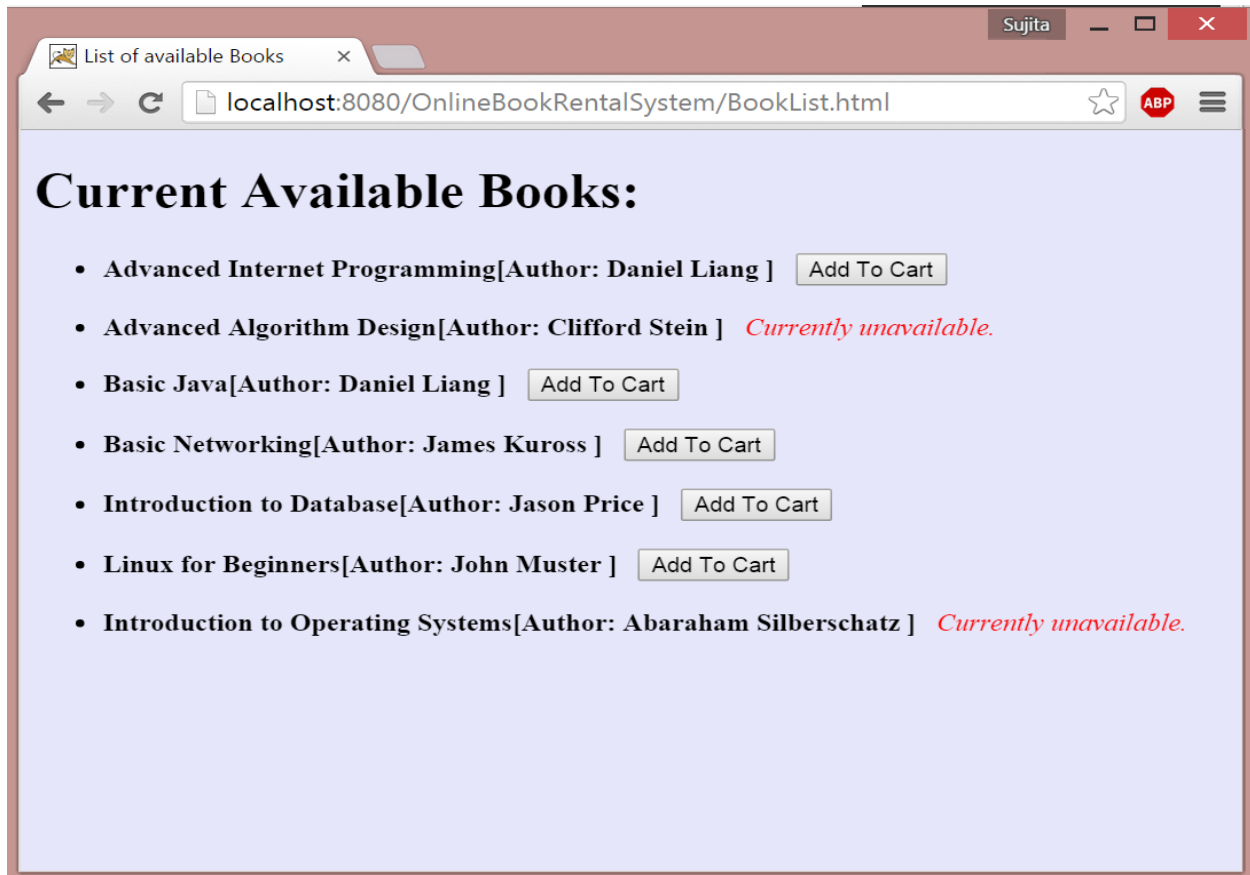 Sujita
List of available Books
localhost:8080/OnlineBookRentalSystem/BookList.html
ABP
Current Available Books:
• Advanced Internet Programming[Author: Daniel Liang ] Add To Cart
• Advanced Algorithm Design[Author: Clifford Stein ] Currently unavailable.
• Basic Java[Author: Daniel Liang ] Add To Cart
• Basic Networking[Author: James Kuross ] Add To Cart
• Introduction to Database[Author: Jason Price ] Add To Cart
• Linux for Beginners[Author: John Muster ] Add To Cart
• Introduction to Operating Systems[Author: Abaraham Silberschatz ] Currently unavailable.